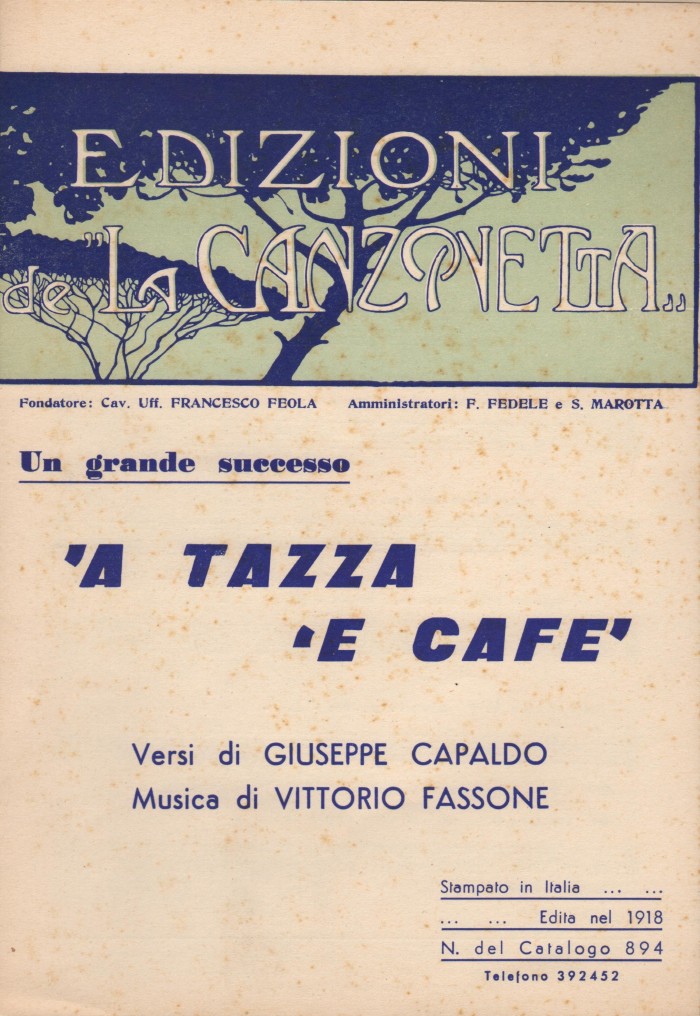 EDIZIONI
de "LA CANZONETTA"
Fondatore: Cav. Uff. FRANCESCO FEOLA Amministratori: F. FEDELE e S. MAROTTA
Un grande successo
'A TAZZA
'E CAFE'
Versi di GIUSEPPE CAPALDO
Musica di VITTORIO FASSONE
Stampato in Italia ... ...
... ... Edita nel 1918
N. del Catalogo 894
Telefono 392452